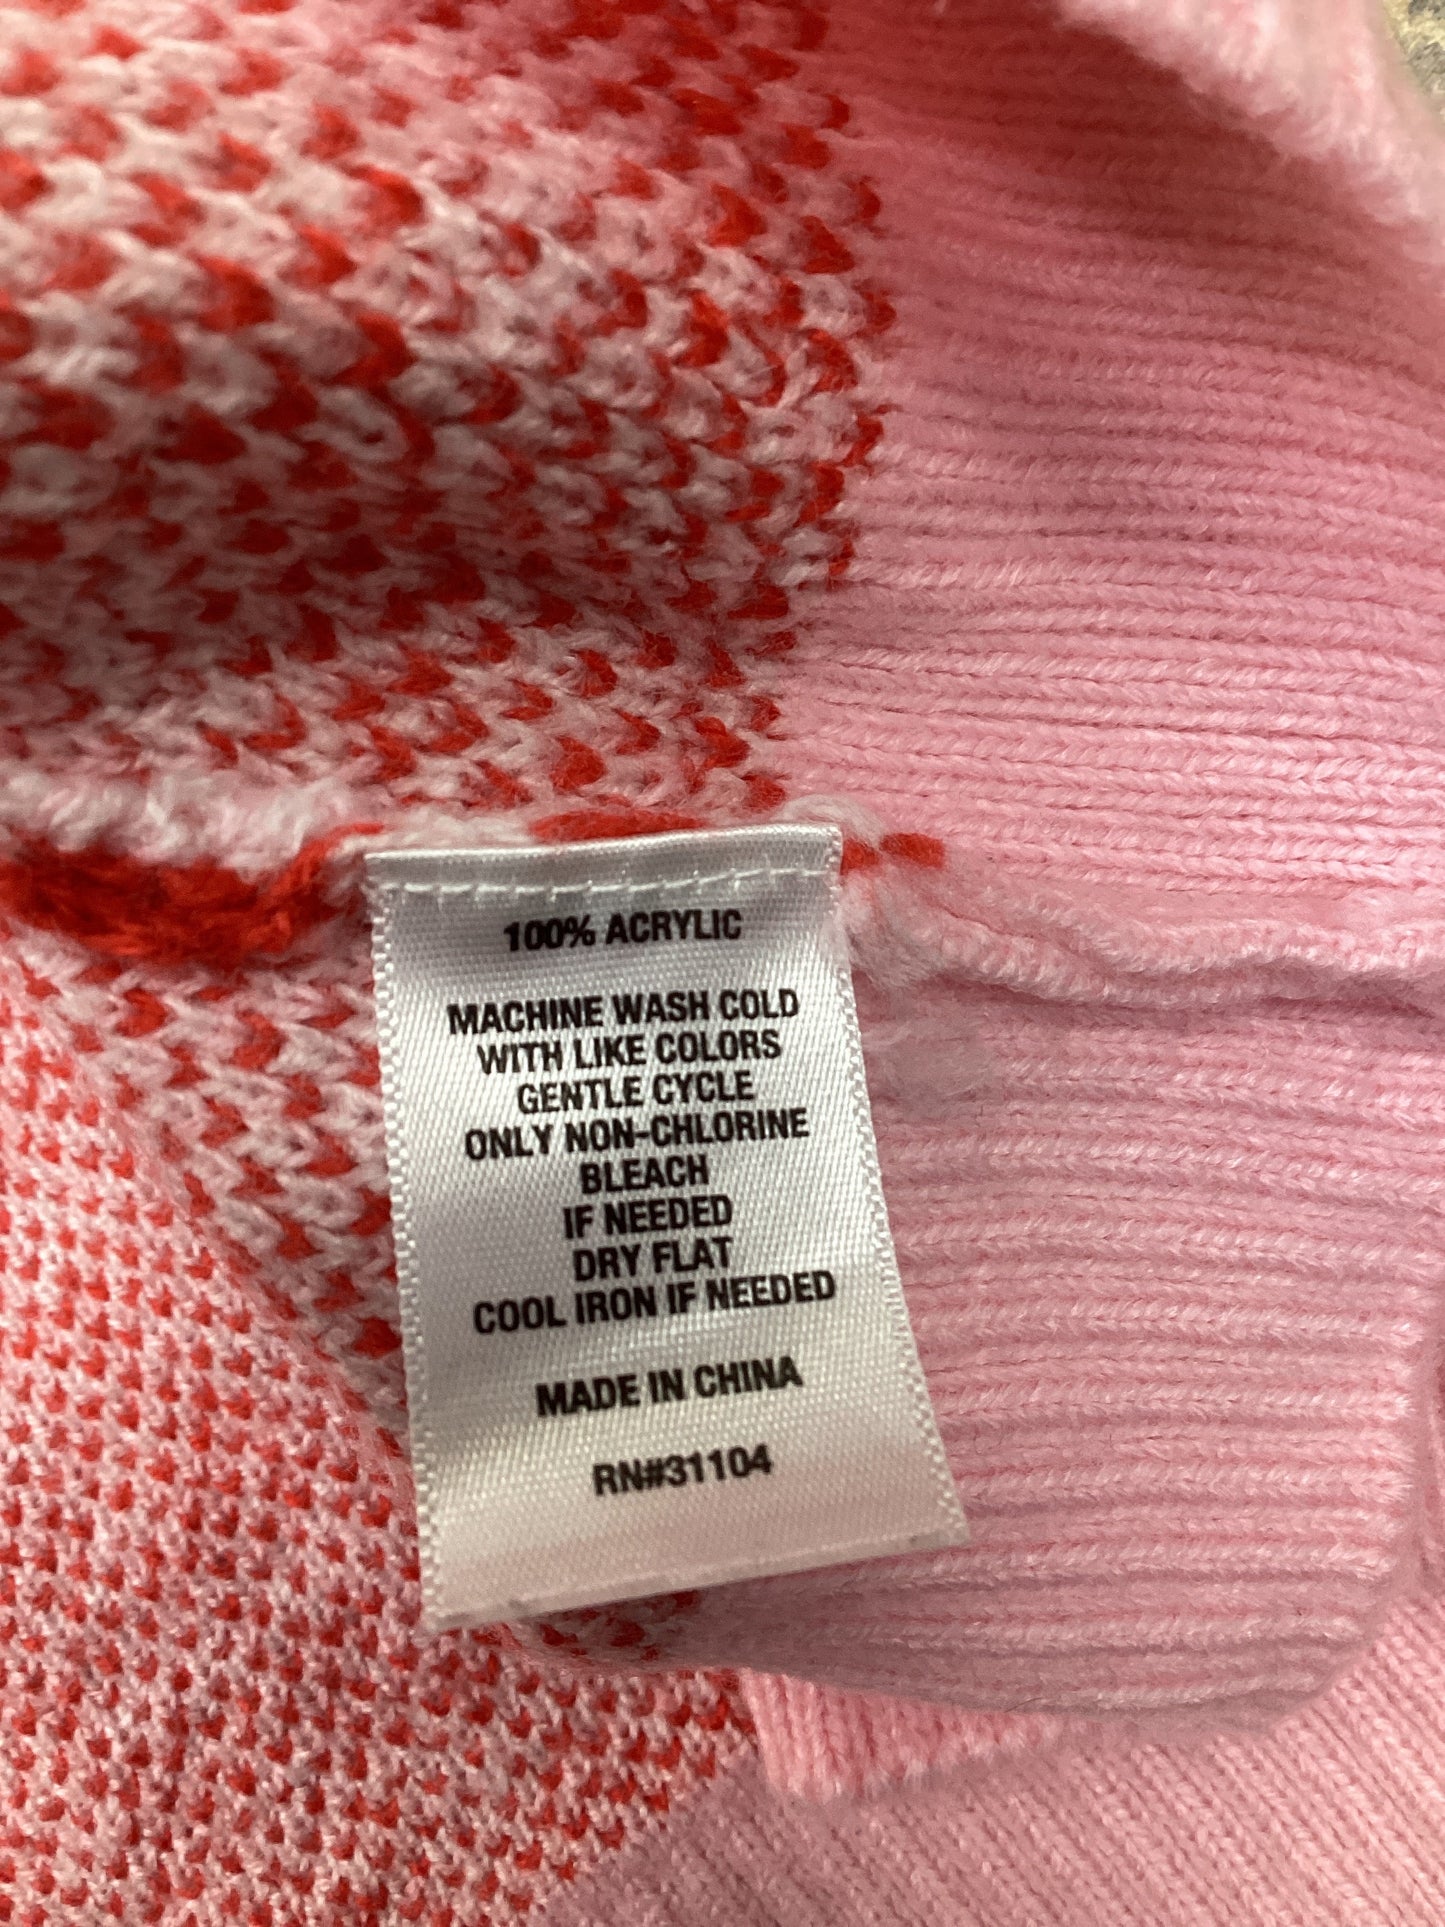 100% ACRYLIC
MACHINE WASH COLD
WITH LIKE COLORS
GENTLE CYCLE
ONLY NON-CHLORINE
BLEACH
IF NEEDED
DRY FLAT
COOL IRON IF NEEDED
MADE IN CHINA
RN#31104